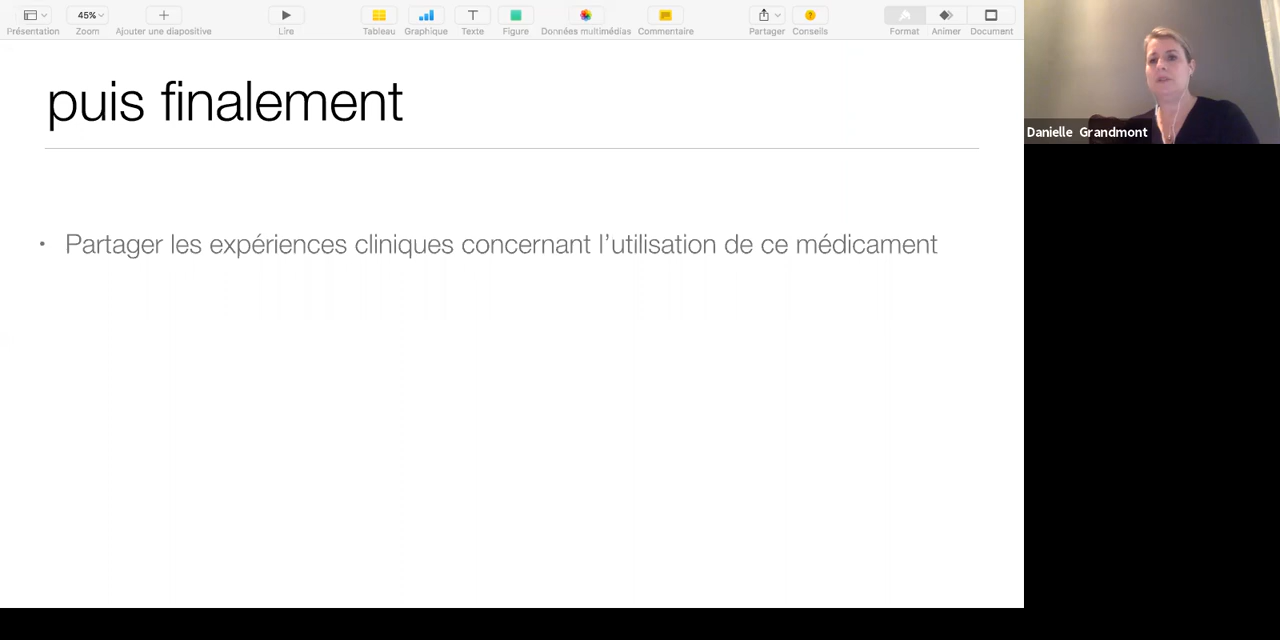 Présentation
45%
Zoom
Ajouter une diapositive
Lire
Tableau
Graphique
T
Texte
Figure
Données multimédias
Commentaire
Partager
?
Conseils
Format
Animer
Document
puis finalement
• Partager les expériences cliniques concernant l’utilisation de ce médicament
Danielle Grandmont